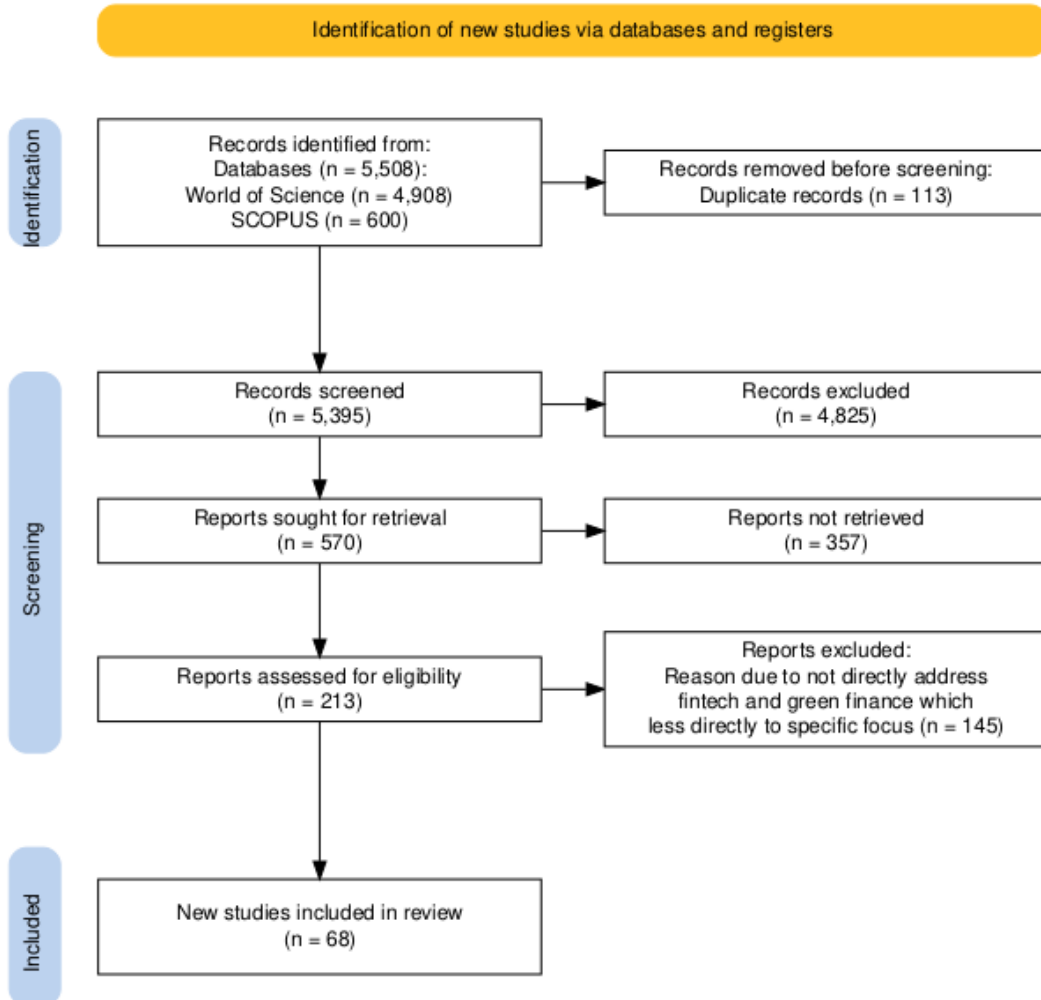 Identification of new studies via databases and registers
Identification
Records identified from:
Databases (n = 5,508):
World of Science (n = 4,908)
SCOPUS (n = 600)
Records removed before screening:
Duplicate records (n = 113)
Screening
Records screened
(n = 5,395)
Records excluded
(n = 4,825)
Reports sought for retrieval
(n = 570)
Reports not retrieved
(n = 357)
Reports assessed for eligibility
(n = 213)
Reports excluded:
Reason due to not directly address
fintech and green finance which
less directly to specific focus (n = 145)
Included
New studies included in review
(n = 68)